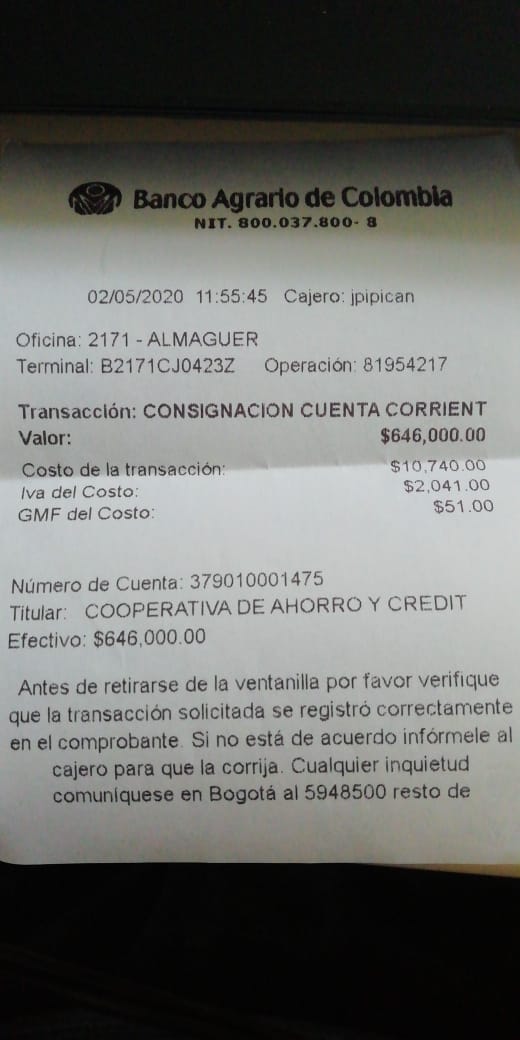 Banco Agrario de Colombia
NIT. 800.037.800- 8
02/05/2020 11:55:45 Cajero: jpipican
Oficina: 2171 - ALMAGUER
Terminal: B2171CJ0423Z Operación: 81954217
Transacción: CONSIGNACION CUENTA CORRIENT
Valor: $646,000.00
Costo de la transacción: $10,740.00
Iva del Costo: $2,041.00
GMF del Costo: $51.00
Número de Cuenta: 379010001475
Titular: COOPERATIVA DE AHORRO Y CREDIT
Efectivo: $646,000.00
Antes de retirarse de la ventanilla por favor verifique
que la transacción solicitada se registró correctamente
en el comprobante. Si no está de acuerdo infórmele al
cajero para que la corrija. Cualquier inquietud
comuníquese en Bogotá al 5948500 resto de